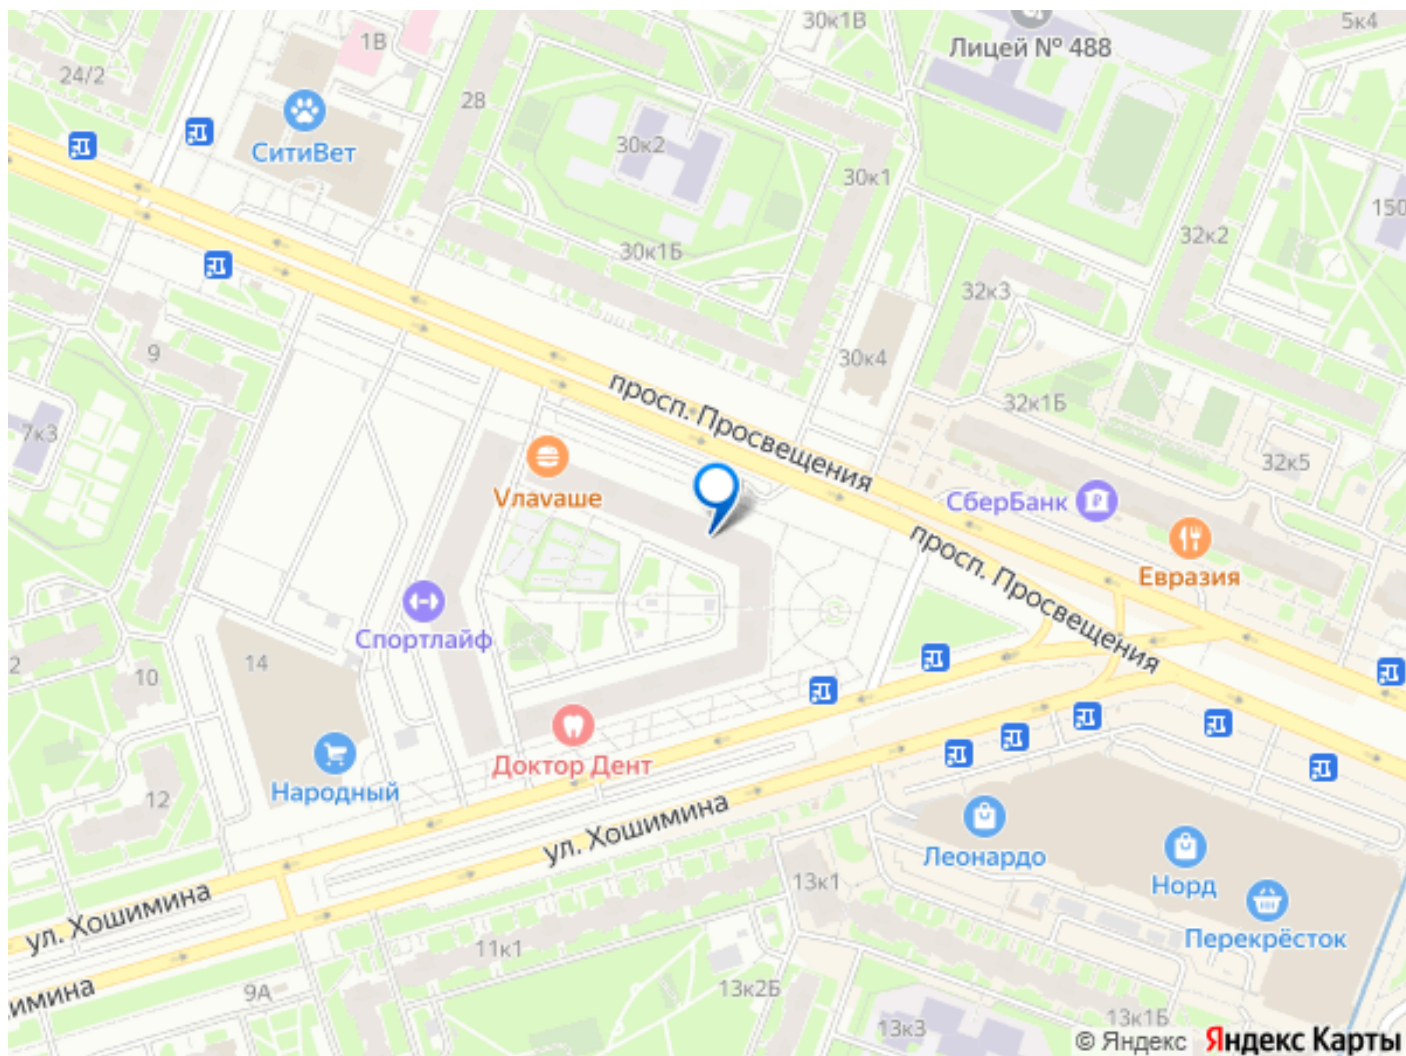 30к1В
5к4
1В
Лицей № 488
24/2
28
СитиВет
30к2
30к1
150
32к2
30к1Б
32к3
9
30к4
просп. Просвещения
32к1Б
7к3
32к5
Vлаvаше
СберБанк
просп. Просвещения
Евразия
Спортлайф
14
2
10
Доктор Дент
Народный
12
ул. Хошимина
Леонардо
13к1
Норд
ул. Хошимина
Перекрёсток
11к1
имина
9А
13к2Б
13к3
13к1Б
© Яндекс Яндекс Карты